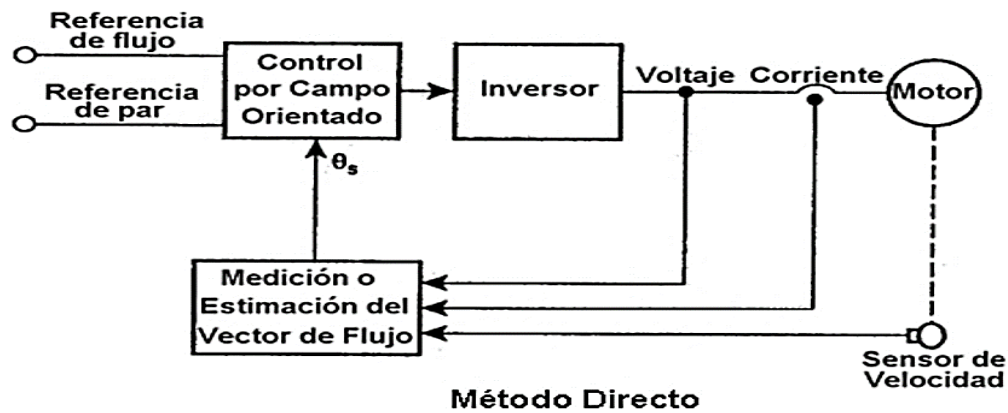 Referencia
de flujo
Referencia
de par
Control
por Campo
Orientado
Inversor
Voltaje
Corriente
Motor
θs
Medición o
Estimación del
Vector de Flujo
Sensor de
Velocidad
Método Directo